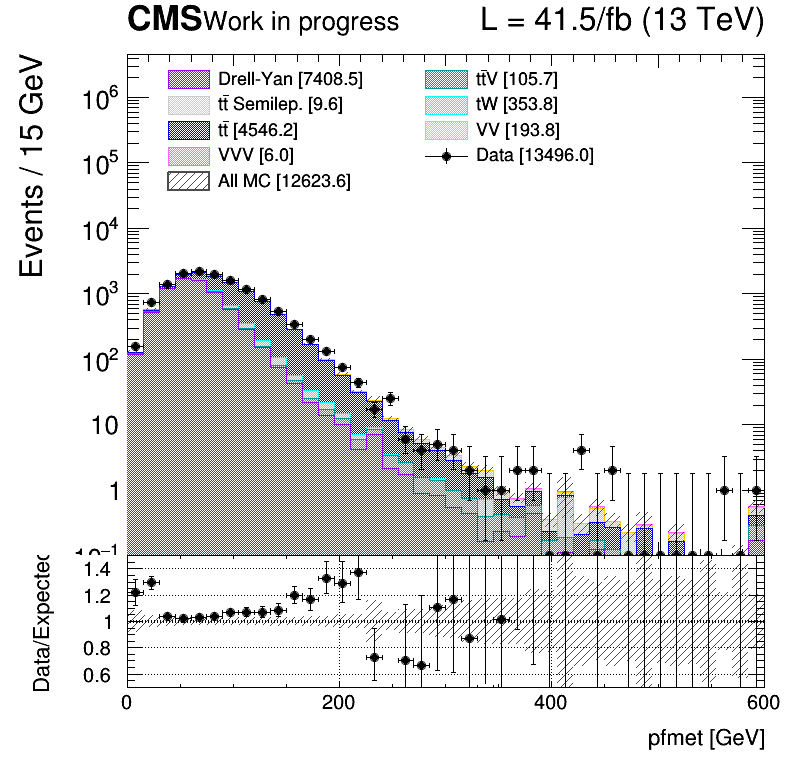 CMS Work in progress L = 41.5/fb (13 TeV)
Events / 15 GeV
Drell-Yan [7408.5] tt̄V [105.7]
tt̄ Semilep. [9.6] tW [353.8]
tt̄ [4546.2] VV [193.8]
VVV [6.0] Data [13496.0]
All MC [12623.6]
10⁶
10⁵
10⁴
10³
10²
10
1
10⁻¹
Data/Expected
1.4
1.2
1
0.8
0.6
0 200 400 600
pfmet [GeV]